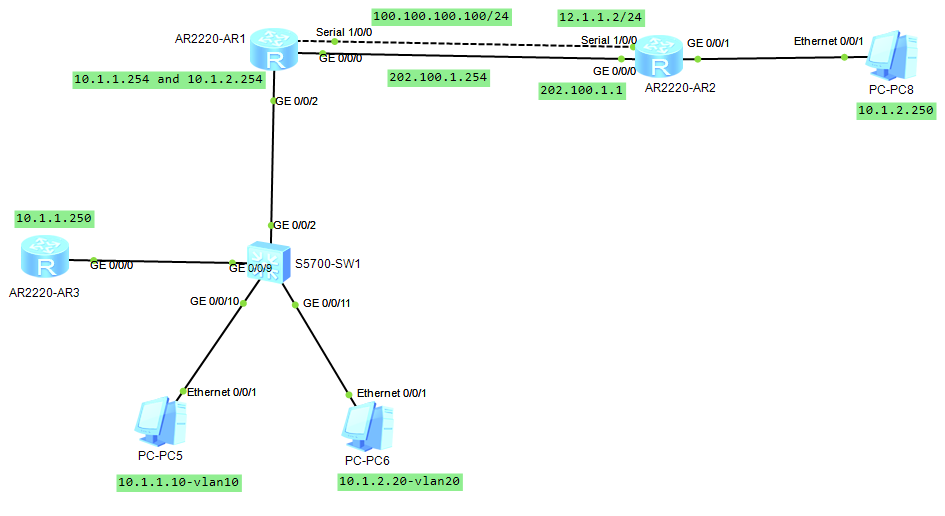 100.100.100.100/24
12.1.1.2/24
Serial 1/0/0
Serial 1/0/0
AR2220-AR1
GE 0/0/1
Ethernet 0/0/1
R
GE 0/0/0
R
GE 0/0/0
10.1.1.254 and 10.1.2.254
202.100.1.254
202.100.1.1
AR2220-AR2
PC-PC8
10.1.2.250
GE 0/0/2
10.1.1.250
GE 0/0/2
R
GE 0/0/0
GE 0/0/9
S5700-SW1
AR2220-AR3
GE 0/0/10
GE 0/0/11
Ethernet 0/0/1
Ethernet 0/0/1
PC-PC5
PC-PC6
10.1.1.10-vlan10
10.1.2.20-vlan20